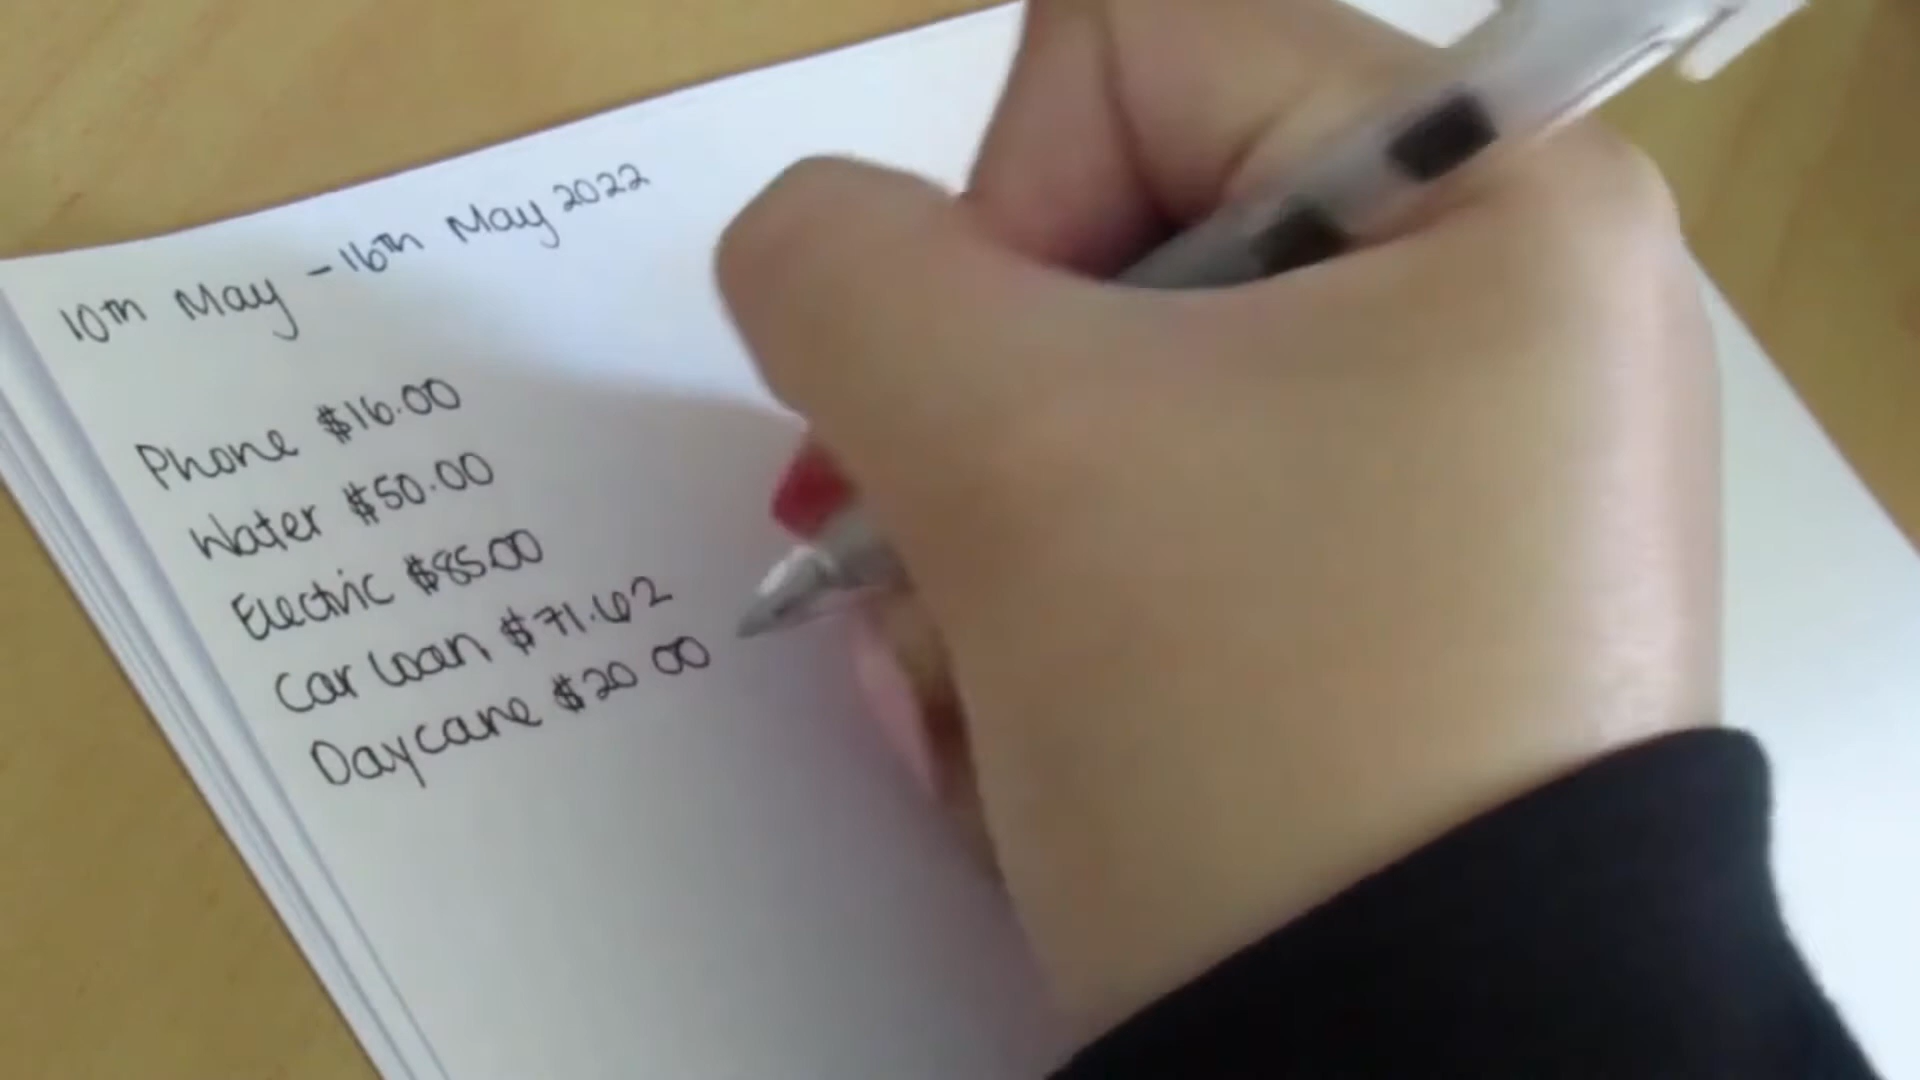 10th May - 16th May 2022
Phone $16.00
Water $50.00
Electric $85.00
Car Loan $71.62
Daycare $20 00